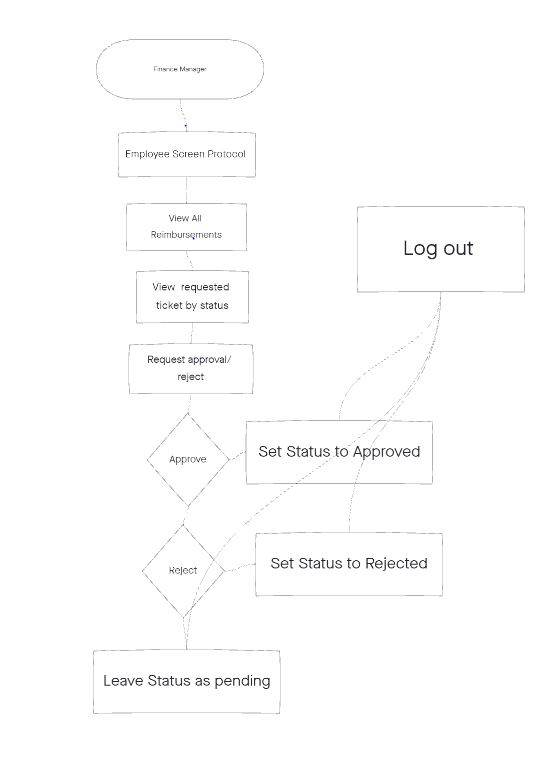 Finance Manager
Employee Screen Protocol
View All
Reimbursements
View requested
ticket by status
Log out
Request approval/
reject
Approve
Set Status to Approved
Reject
Set Status to Rejected
Leave Status as pending